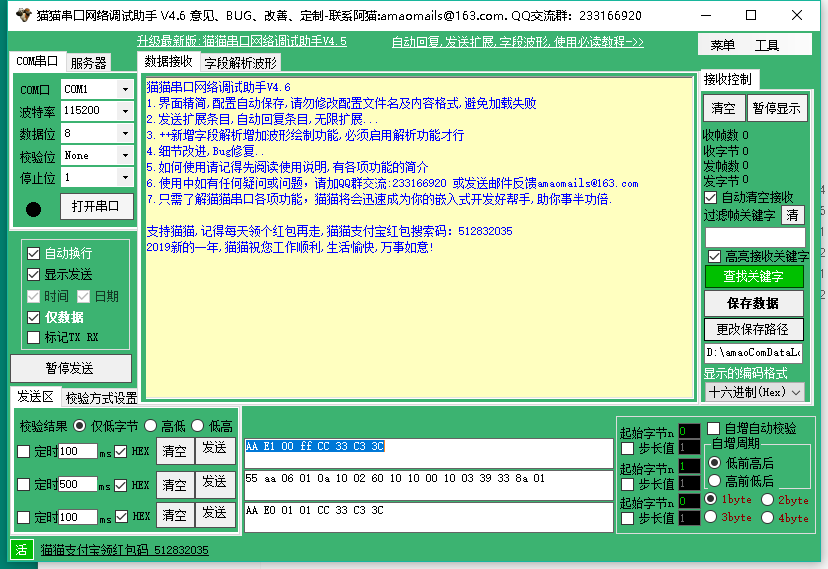 猫猫串口网络调试助手 V4.6 意见、BUG、改善、定制-联系阿猫:amaomails@163.com. QQ交流群：233166920
升级最新版:猫猫串口网络调试助手V4.5
自动回复,发送扩展,字段波形,使用必读教程-->>
菜单 工具
COM串口 服务器
COM口 COM1
波特率 115200
数据位 8
校验位 None
停止位 1
打开串口
自动换行
显示发送
时间 日期
仅数据
标记TX RX
暂停发送
数据接收 字段解析波形
猫猫串口网络调试助手V4.6
1.界面精简,配置自动保存,请勿修改配置文件名及内容格式,避免加载失败
2.发送扩展条目,自动回复条目,无限扩展...
3.++新增字段解析增加波形绘制功能,必须启用解析功能才行
4.细节改进,Bug修复..
5.如何使用请记得先阅读使用说明,有各项功能的简介
6.使用中如有任何疑问或问题，请加QQ群交流:233166920 或发送邮件反馈amaomails@163.com
7.只需了解猫猫串口各项功能，猫猫将会迅速成为你的嵌入式开发好帮手,助你事半功倍.
支持猫猫,记得每天领个红包再走,猫猫支付宝红包搜索码：512832035
2019新的一年,猫猫祝您工作顺利,生活愉快,万事如意!
接收控制
清空 暂停显示
收帧数 0
收字节 0
发帧数 0
发字节 0
自动清空接收
过滤帧关键字 清
高亮接收关键字
查找关键字
保存数据
更改保存路径
D:\amaoComDataLo
显示的编码格式
十六进制(Hex)
发送区 校验方式设置
校验结果 仅低字节 高低 低高
定时 100 ms HEX 清空 发送
AA E1 00 ff CC 33 C3 3C
定时 500 ms HEX 清空 发送
55 aa 06 01 0a 10 02 60 10 10 00 10 03 39 33 8a 01
定时 100 ms HEX 清空 发送
AA E0 01 01 CC 33 C3 3C
起始字节n 0
步长值 1
起始字节n 1
步长值 1
起始字节n 0
步长值 1
自增自动校验
自增周期
低前高后
高前低后
1byte 2byte
3byte 4byte
活 猫猫支付宝领红包码 512832035